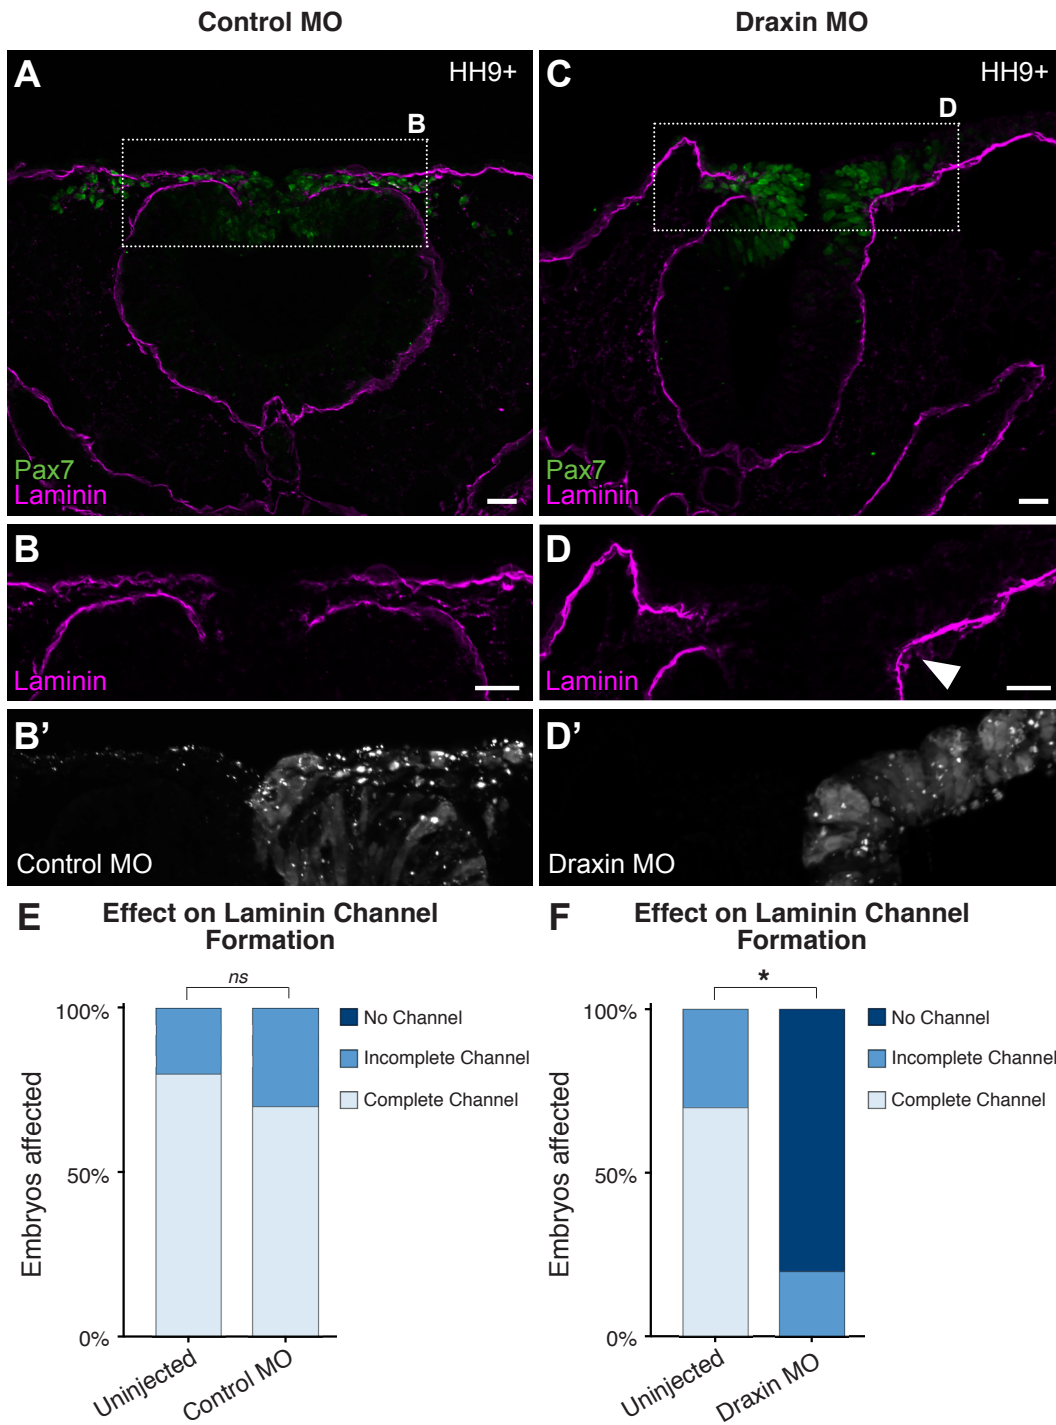 Control MO
Draxin MO
A
HH9+
B
Pax7
Laminin
C
HH9+
D
Pax7
Laminin
B
Laminin
D
Laminin
B’
Control MO
D’
Draxin MO
E
Effect on Laminin Channel
Formation
ns
100%
50%
0%
Embryos affected
No Channel
Incomplete Channel
Complete Channel
Uninjected
Control MO
F
Effect on Laminin Channel
Formation
*
100%
50%
0%
Embryos affected
No Channel
Incomplete Channel
Complete Channel
Uninjected
Draxin MO